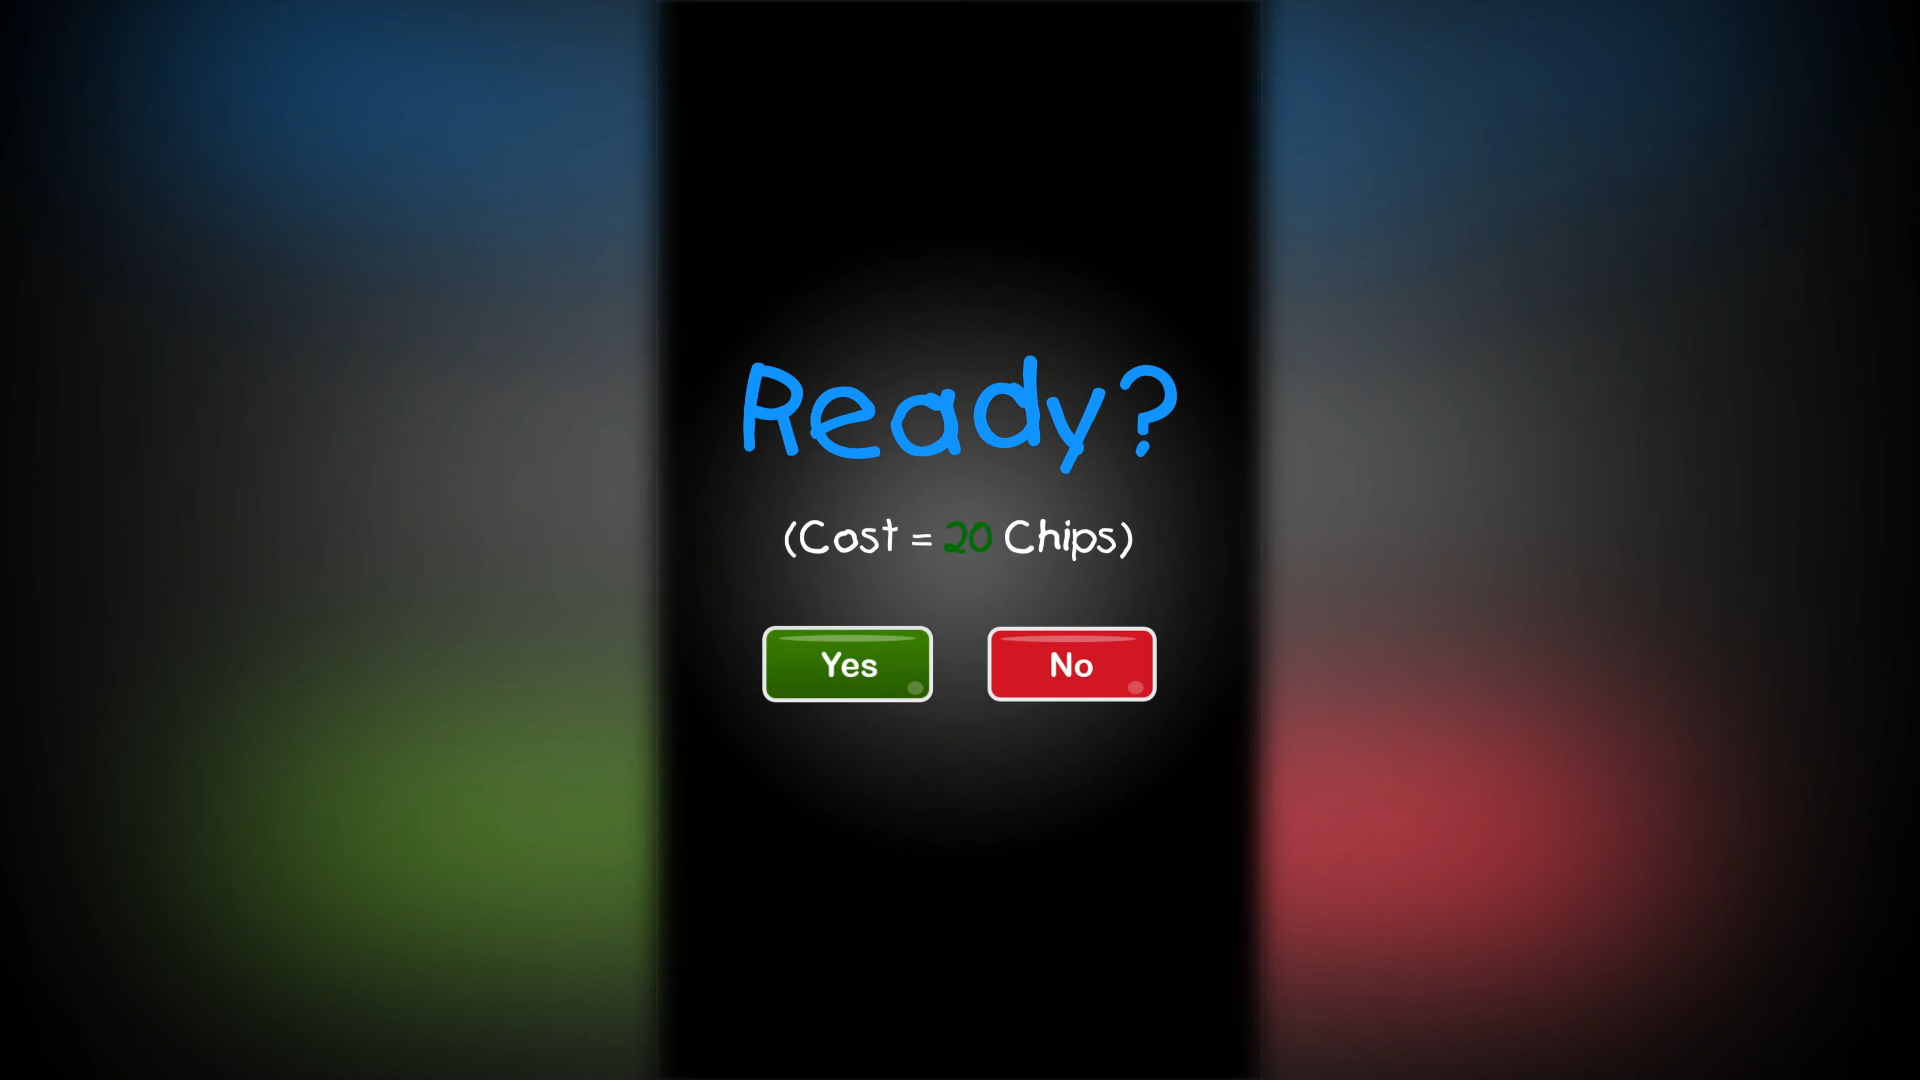 Ready?
(Cost = 20 Chips)
Yes No